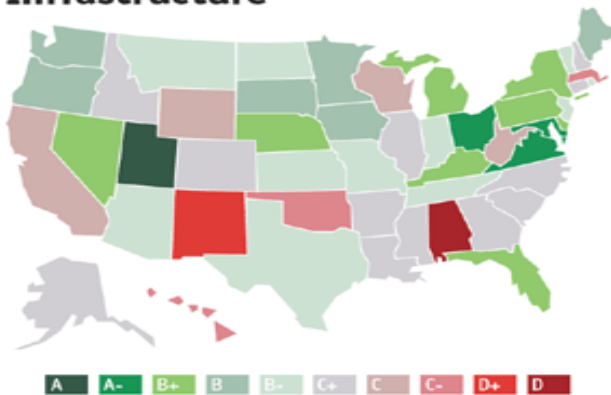 Infrastructure
A A- B+ B B- C+ C C- D+ D